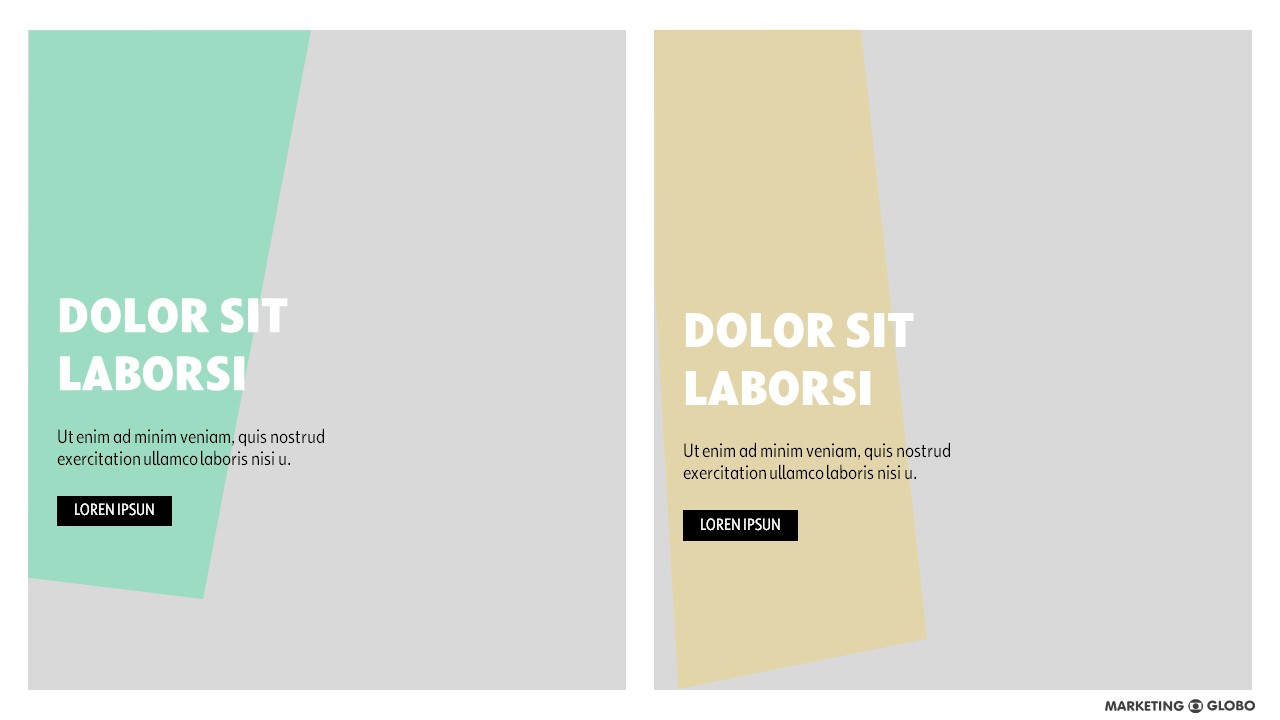 DOLOR SIT
LABORSI
Ut enim ad minim veniam, quis nostrud
exercitation ullamco laboris nisi u.
LOREN IPSUN
DOLOR SIT
LABORSI
Ut enim ad minim veniam, quis nostrud
exercitation ullamco laboris nisi u.
LOREN IPSUN
MARKETING GLOBO